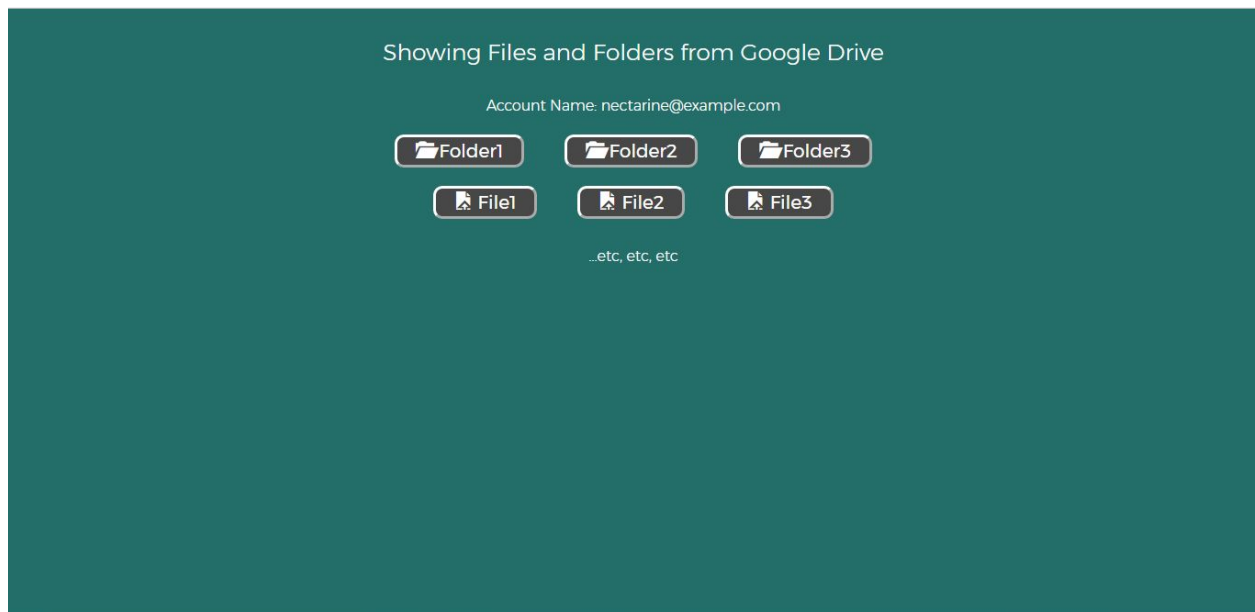 Showing Files and Folders from Google Drive
Account Name: nectarine@example.com
Folder1 Folder2 Folder3
File1 File2 File3
...etc, etc, etc